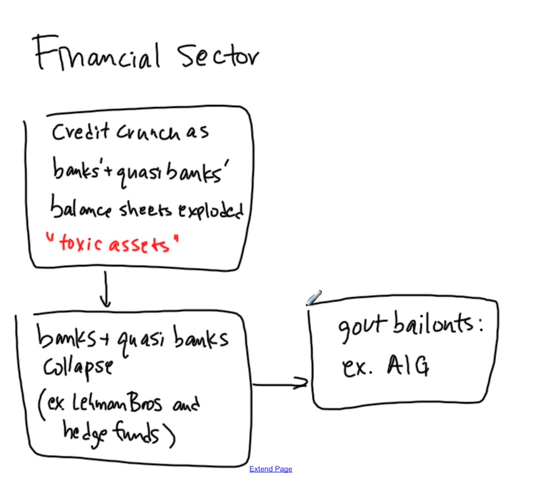 Financial Sector
Credit crunch as
banks'+quasi banks'
balance sheets exploded
"toxic assets"
banks+ quasi banks
collapse
(ex Lehman Bros and
hedge funds)
govt bailouts:
ex. AIG
Extend Page